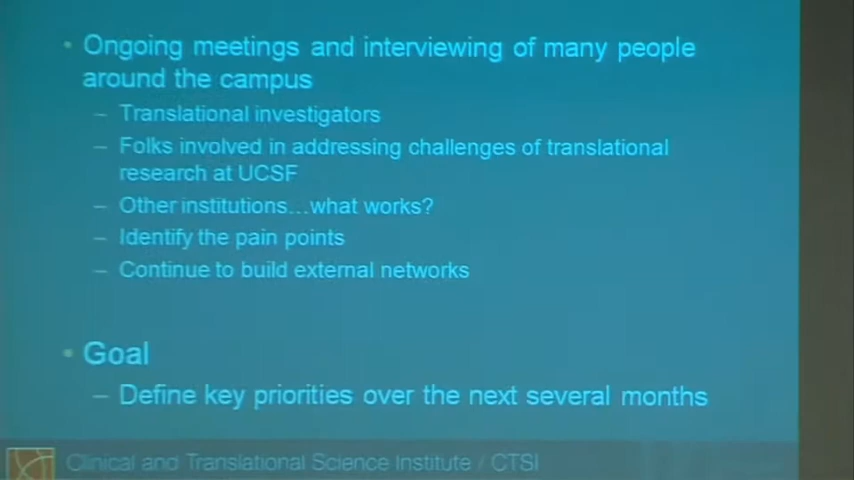 • Ongoing meetings and interviewing of many people
around the campus
– Translational investigators
– Folks involved in addressing challenges of translational
research at UCSF
– Other institutions...what works?
– Identify the pain points
– Continue to build external networks
• Goal
– Define key priorities over the next several months
Clinical and Translational Science Institute / CTSI